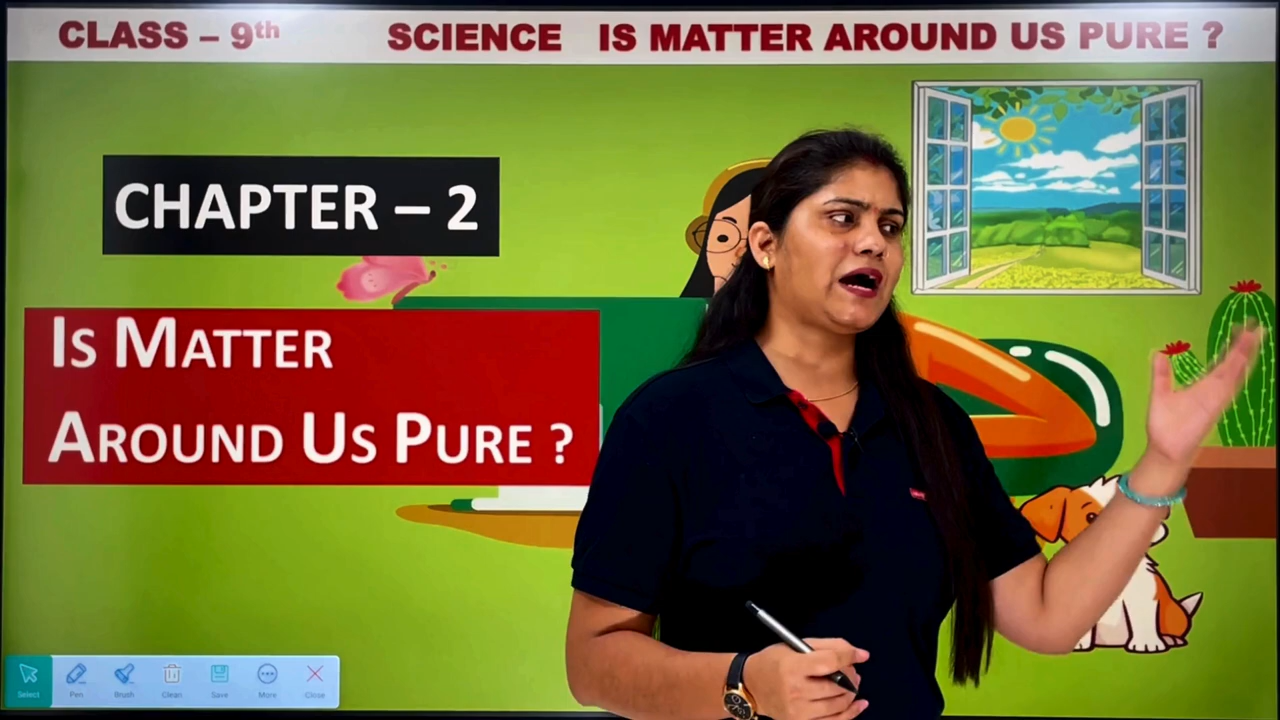 CLASS – 9th SCIENCE IS MATTER AROUND US PURE ?
CHAPTER – 2
IS MATTER
AROUND US PURE ?
Select Pen Brush Clean Save More Close